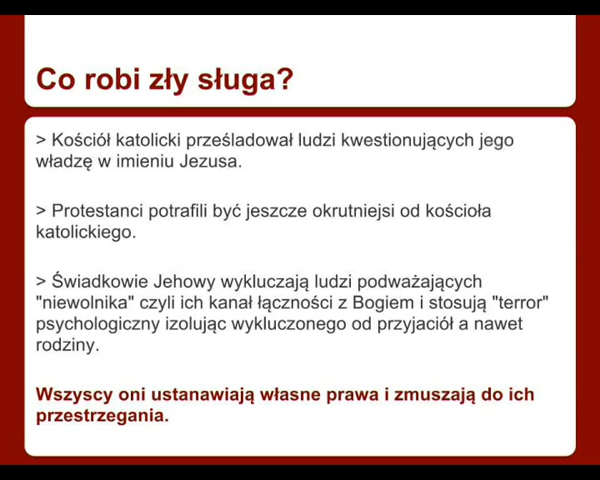 Co robi zły sługa?
> Kościół katolicki prześladował ludzi kwestionujących jego
władzę w imieniu Jezusa.
> Protestanci potrafili być jeszcze okrutniejsi od kościoła
katolickiego.
> Świadkowie Jehowy wykluczają ludzi podważających
"niewolnika" czyli ich kanał łączności z Bogiem i stosują "terror"
psychologiczny izolując wykluczonego od przyjaciół a nawet
rodziny.
Wszyscy oni ustanawiają własne prawa i zmuszają do ich
przestrzegania.